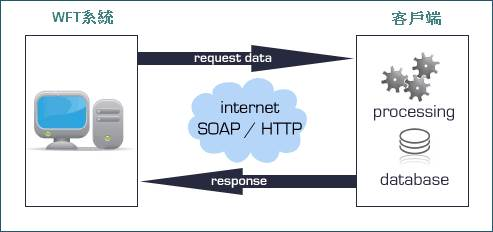 WFT系統
客戶端
request data
internet
SOAP / HTTP
processing
database
response